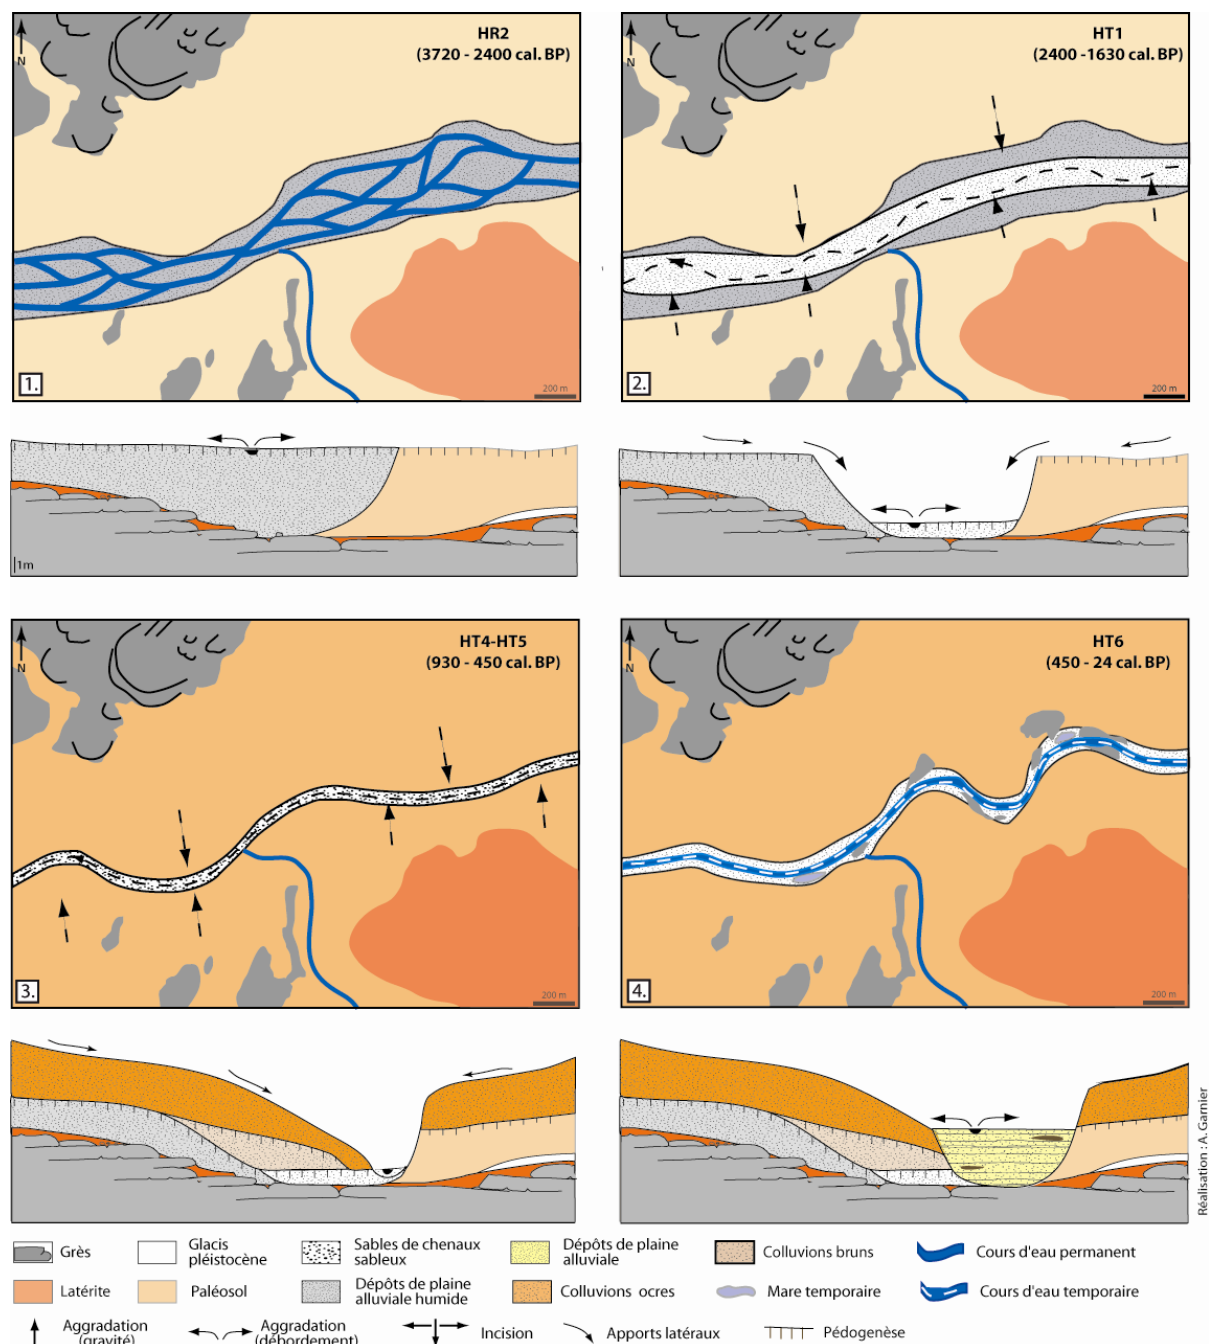 HR2
(3720 - 2400 cal. BP)
N
1.
200 m
HT1
(2400 -1630 cal. BP)
N
2.
200 m
1m
HT4-HT5
(930 - 450 cal. BP)
N
3.
200 m
HT6
(450 - 24 cal. BP)
N
4.
200 m
Réalisation : A. Garnier
Grès
Glacis
pléistocène
Sables de chenaux
sableux
Dépôts de plaine
alluviale
Colluvions bruns
Cours d'eau permanent
Latérite
Paléosol
Dépôts de plaine
alluviale humide
Colluvions ocres
Mare temporaire
Cours d'eau temporaire
Aggradation
(gravité)
Aggradation
(débordement)
Incision
Apports latéraux
Pédogenèse